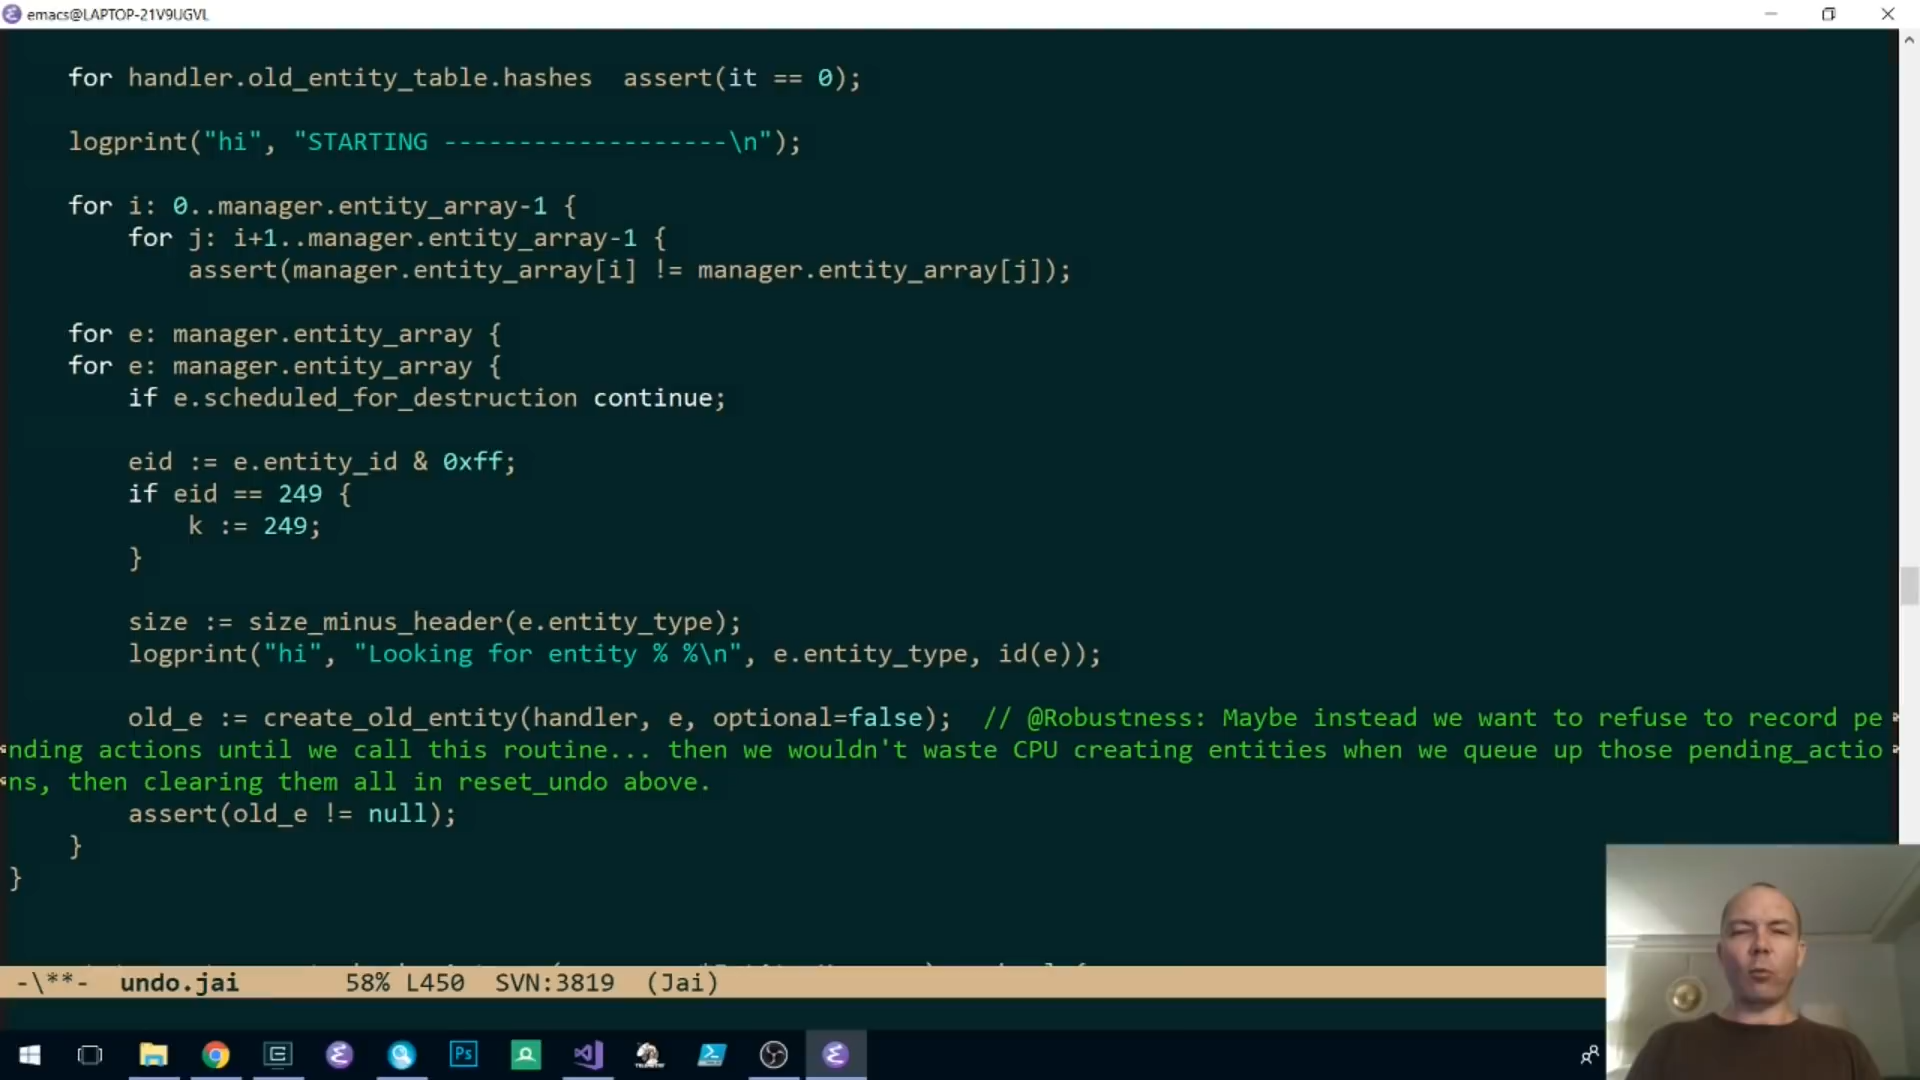 emacs@LAPTOP-21V9UGVL
for handler.old_entity_table.hashes  assert(it == 0);
logprint("hi", "STARTING -------------------\n");
for i: 0..manager.entity_array-1 {
for j: i+1..manager.entity_array-1 {
assert(manager.entity_array[i] != manager.entity_array[j]);
for e: manager.entity_array {
for e: manager.entity_array {
if e.scheduled_for_destruction continue;
eid := e.entity_id & 0xff;
if eid == 249 {
k := 249;
}
size := size_minus_header(e.entity_type);
logprint("hi", "Looking for entity % %\n", e.entity_type, id(e));
old_e := create_old_entity(handler, e, optional=false);  // @Robustness: Maybe instead we want to refuse to record pe
nding actions until we call this routine... then we wouldn't waste CPU creating entities when we queue up those pending_actio
ns, then clearing them all in reset_undo above.
assert(old_e != null);
}
}
-\**-  undo.jai       58% L450  SVN:3819  (Jai)
Ps